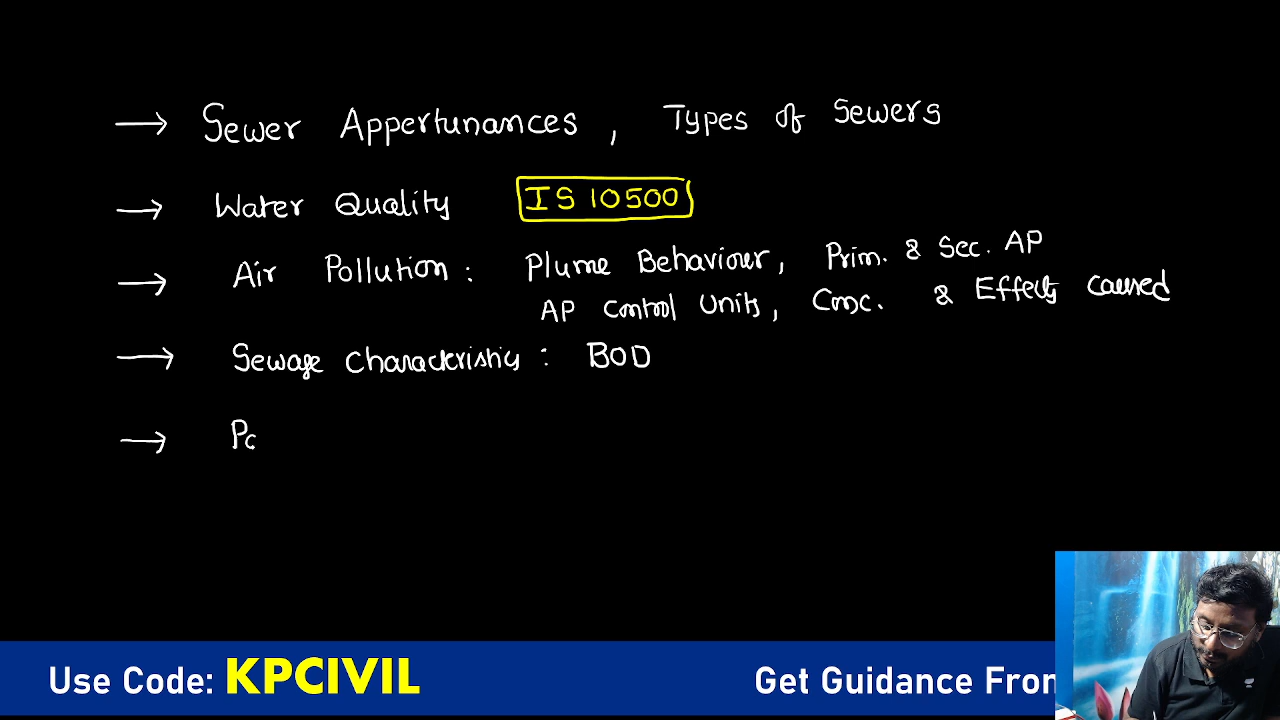 → Sewer Appertunances, Types of Sewers
→ Water Quality IS 10500
→ Air Pollution : Plume Behaviour, Prim. & Sec. AP
AP Control Units, Conc. & Effects caused
→ Sewage Characteristics : BOD
→ Pc
Use Code: KPCIVIL Get Guidance From